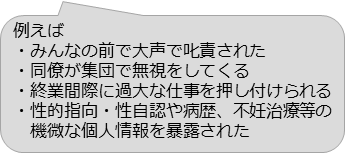 例えば
・みんなの前で大声で叱責された
・同僚が集団で無視をしてくる
・終業間際に過大な仕事を押し付けられる
・性的指向・性自認や病歴、不妊治療等の
機微な個人情報を暴露された